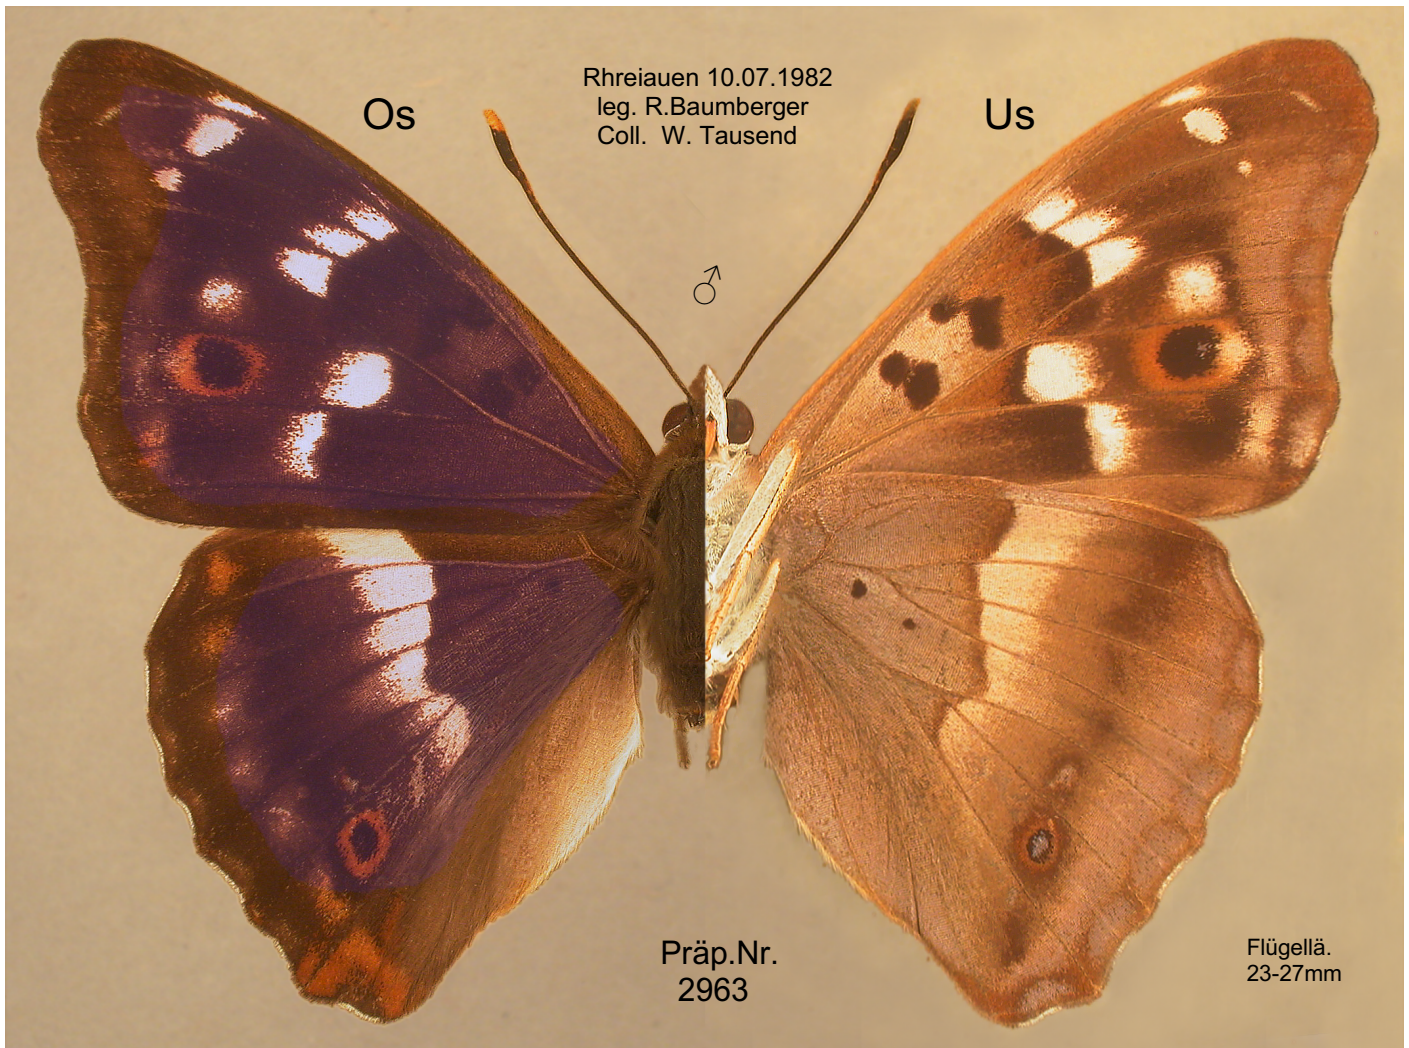 Rhreiauen 10.07.1982
leg. R.Baumberger
Coll. W. Tausend
Os
Us
♂
Präp.Nr.
2963
Flügellä.
23-27mm